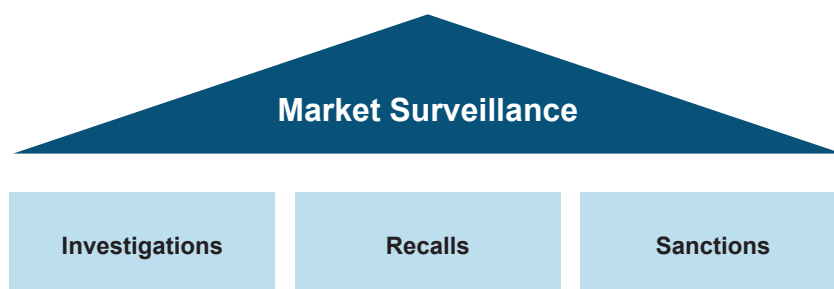 Market Surveillance
Investigations
Recalls
Sanctions